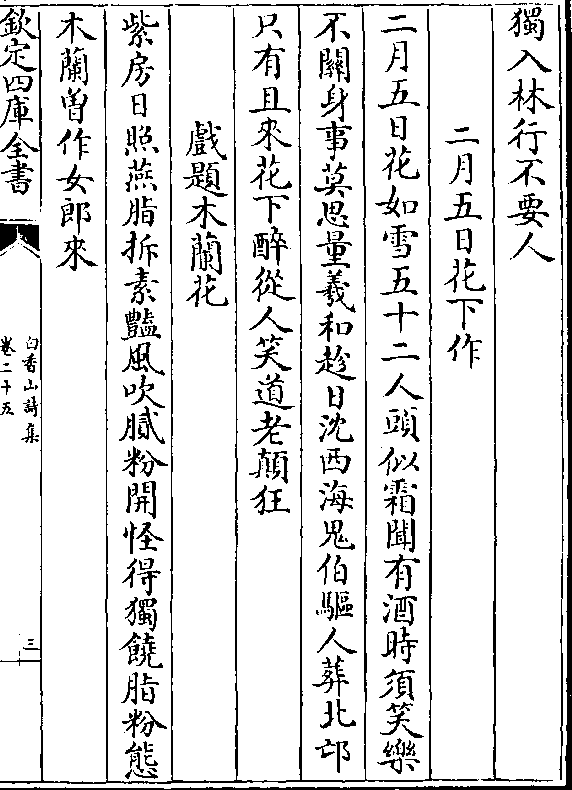 獨入林行不要人
二月五日花下作
二月五日花如雪五十二人頭似霜聞有酒時須笑樂
不關身事莫思量羲和趂日沈西海鬼伯驅人葬北邙
只有且來花下醉從人笑道老顛狂
戲題木蘭花
紫房日照燕脂拆素豔風吹膩粉開怪得獨饒脂粉態
木蘭曽作女郎來
欽定四庫全書
白香山詩集
卷二十五
三